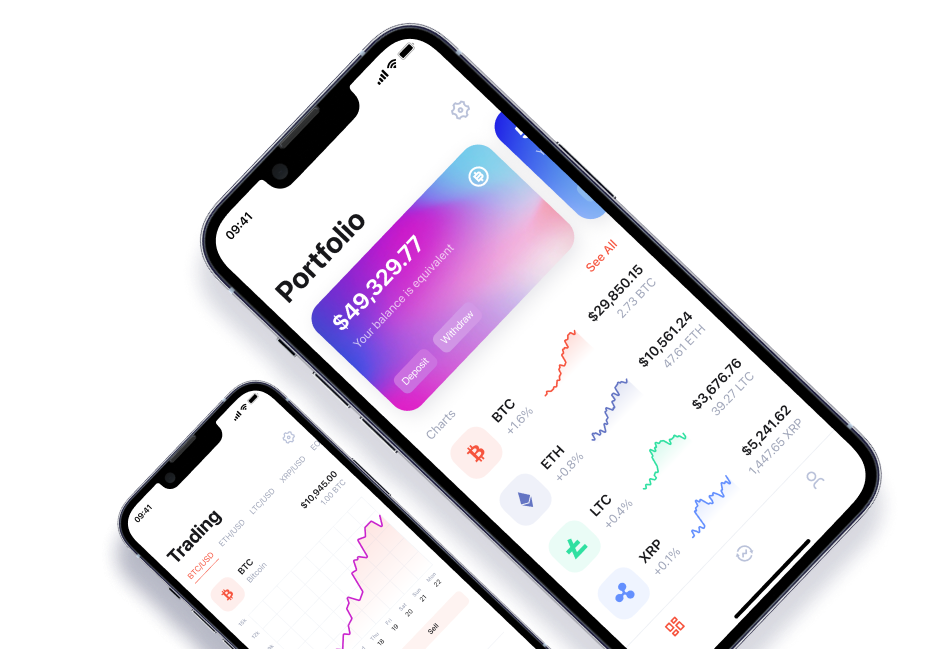 09:41
Portfolio
$49,329.77
Your balance is equivalent
Deposit
Withdraw
Charts
See All
BTC
+1.6%
$29,850.15
2.73 BTC
ETH
+0.8%
$10,561.24
47.61 ETH
LTC
+0.4%
$3,676.76
39.27 LTC
XRP
+0.1%
$5,241.62
1,447.65 XRP
09:41
Trading
BTC/USD
ETH/USD
LTC/USD
XRP/USD
BTC
Bitcoin
$10,945.00
1.00 BTC
Thu
Fri
Sat
Sun
Mon
18
19
20
21
22
Sell